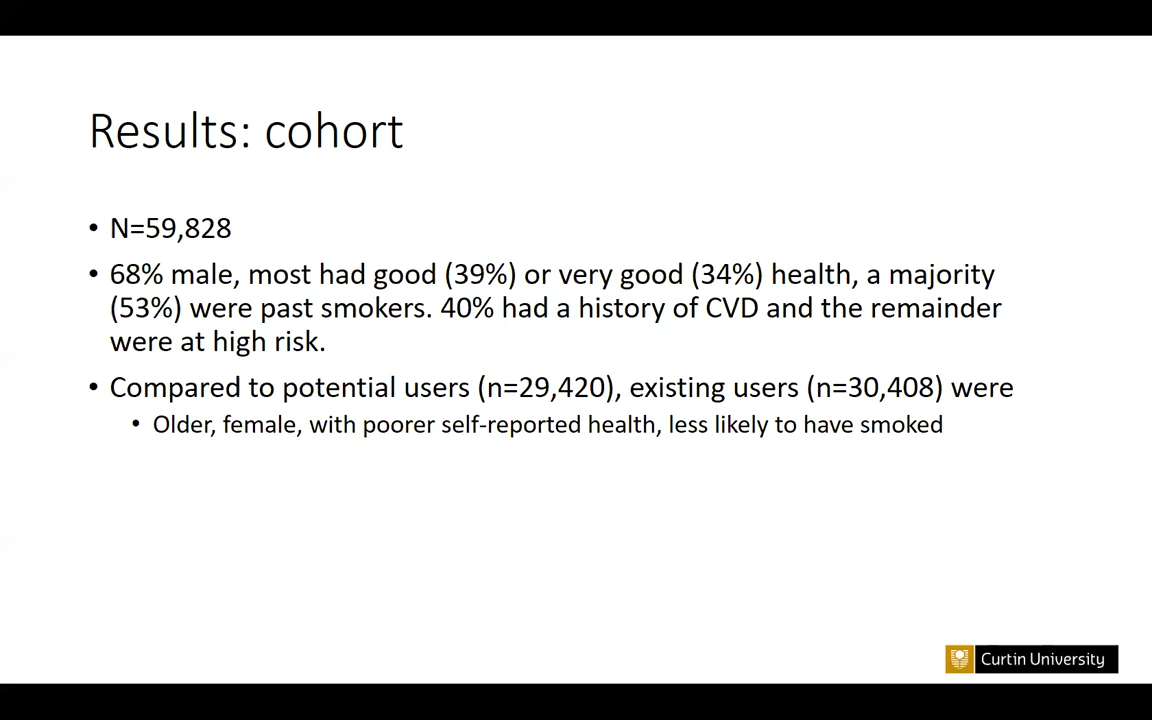 Results: cohort
• N=59,828
• 68% male, most had good (39%) or very good (34%) health, a majority
(53%) were past smokers. 40% had a history of CVD and the remainder
were at high risk.
• Compared to potential users (n=29,420), existing users (n=30,408) were
• Older, female, with poorer self-reported health, less likely to have smoked
Curtin University